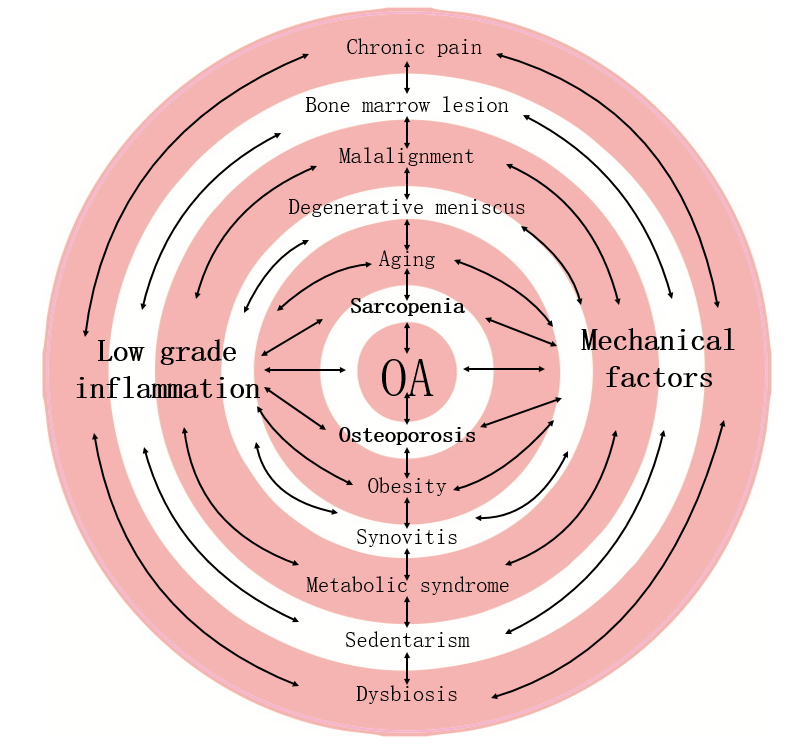 Chronic pain
Bone marrow lesion
Malalignment
Degenerative meniscus
Aging
Sarcopenia
Low grade
inflammation
OA
Mechanical
factors
Osteoporosis
Obesity
Synovitis
Metabolic syndrome
Sedentarism
Dysbiosis